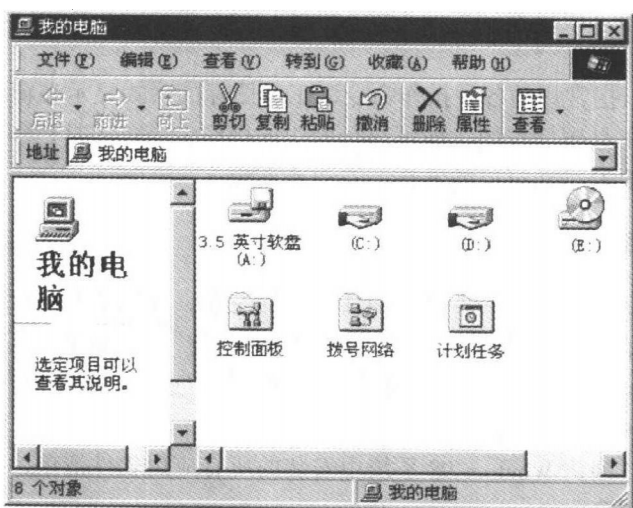 我的电脑
文件(F) 编辑(E) 查看(V) 转到(G) 收藏(A) 帮助(H)
后退 前进 向上 剪切 复制 粘贴 撤消 删除 属性 查看
地址 我的电脑
我的电
脑
选定项目可以
查看其说明。
3.5 英寸软盘
(A:)
(C:)
(D:)
(E:)
控制面板
拨号网络
计划任务
8 个对象
我的电脑